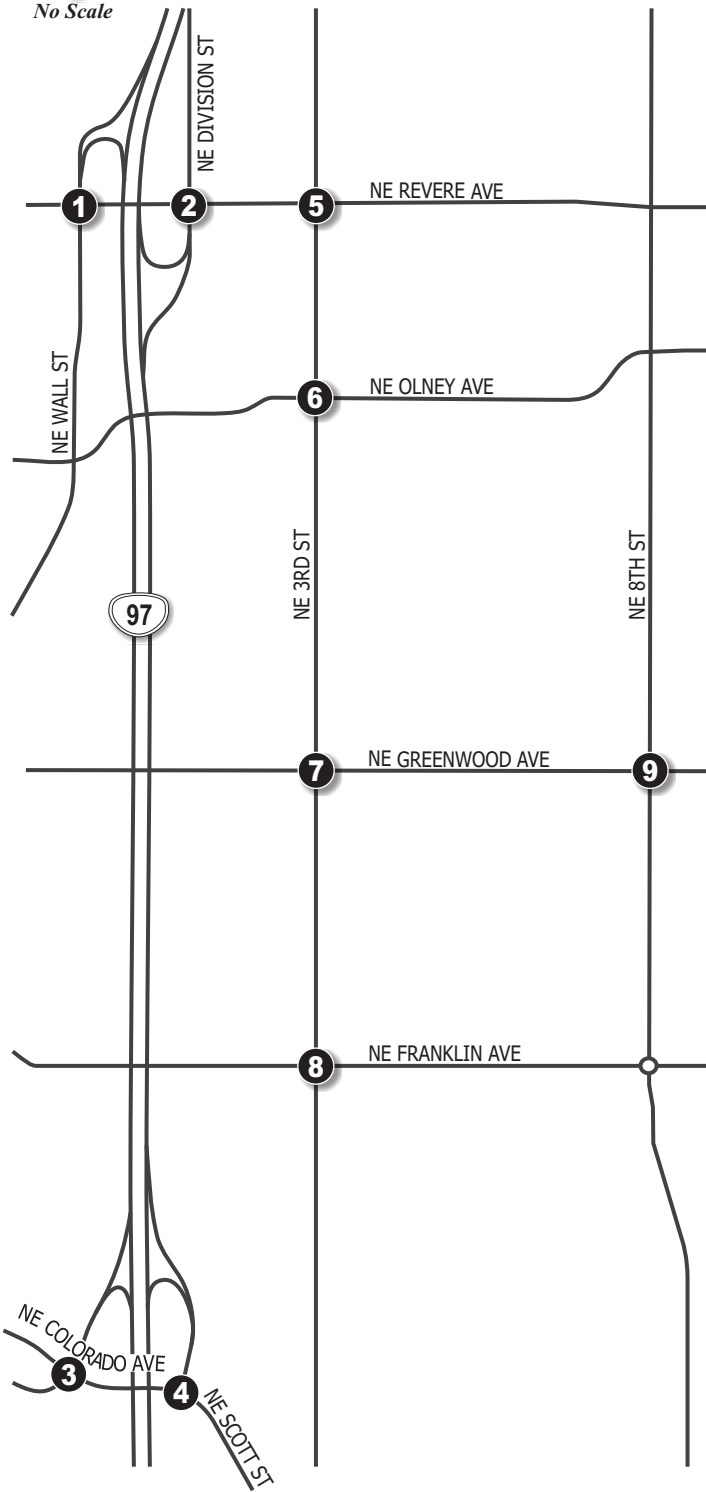 No Scale
NE DIVISION ST
NE REVERE AVE
1
2
5
NE WALL ST
NE OLNEY AVE
6
NE 3RD ST
NE 8TH ST
97
NE GREENWOOD AVE
7
9
NE FRANKLIN AVE
8
NE COLORADO AVE
3
4
NE SCOTT ST